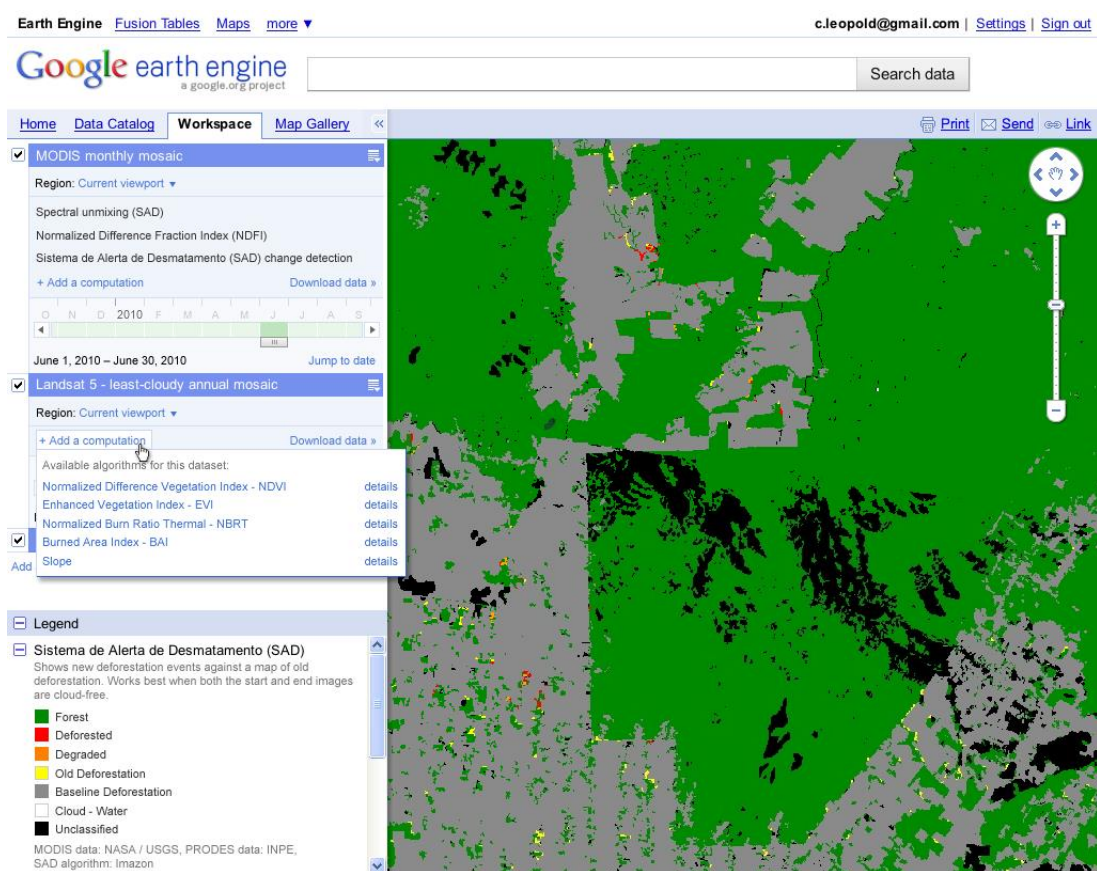 Earth Engine Fusion Tables Maps more ▼
c.leopold@gmail.com | Settings | Sign out
Google earth engine
a google.org project
Search data
Home Data Catalog Workspace Map Gallery «
Print Send Link
MODIS monthly mosaic
Region: Current viewport ▼
Spectral unmixing (SAD)
Normalized Difference Fraction Index (NDFI)
Sistema de Alerta de Desmatamento (SAD) change detection
+ Add a computation Download data »
O N D 2010 F M A M J J A S
June 1, 2010 – June 30, 2010 Jump to date
Landsat 5 - least-cloudy annual mosaic
Region: Current viewport ▼
+ Add a computation Download data »
Available algorithms for this dataset:
Normalized Difference Vegetation Index - NDVI details
Enhanced Vegetation Index - EVI details
Normalized Burn Ratio Thermal - NBRT details
Burned Area Index - BAI details
Slope details
Add
Legend
Sistema de Alerta de Desmatamento (SAD)
Shows new deforestation events against a map of old
deforestation. Works best when both the start and end images
are cloud-free.
Forest
Deforested
Degraded
Old Deforestation
Baseline Deforestation
Cloud - Water
Unclassified
MODIS data: NASA / USGS, PRODES data: INPE,
SAD algorithm: Imazon